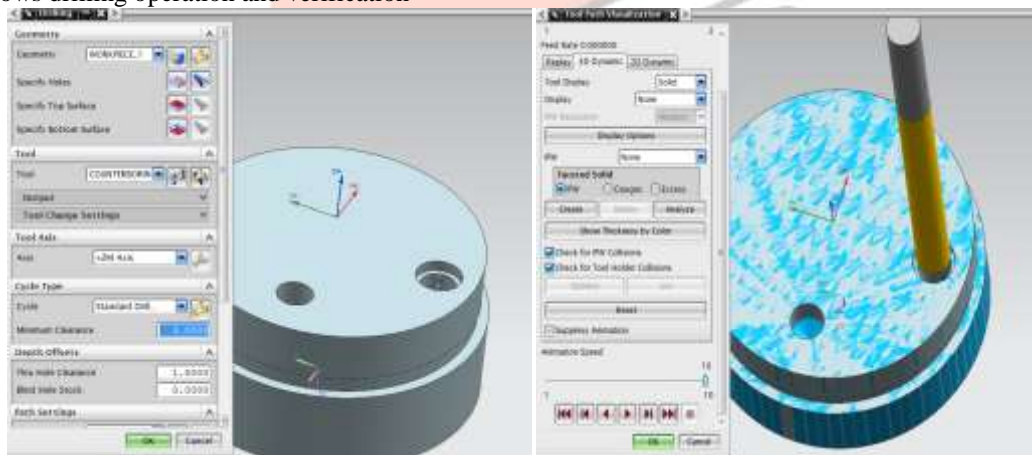 ows drilling operation and verification
Geometry
Geometry WORKPIECE_1
Specify Holes
Specify Top Surface
Specify Bottom Surface
Tool
Tool COUNTERBORIN
Output
Tool Change Settings
Tool Axis
Axis +ZM Axis
Cycle Type
Cycle Standard Drill
Minimum Clearance
Depth Offsets
Thru Hole Clearance 1.0000
Blind Hole Stock 0.0000
Path Settings
OK Cancel
Tool Path Visualization
Feed Rate 0.000000
Replay 3D Dynamic 2D Dynamic
Tool Display Solid
Display None
Display Options
IPW None
Faceted Solid
IPW Gouges Excess
Create Analyze
Show Thickness by Color
Check for IPW Collisions
Check for Tool Holder Collisions
Reset
Suppress Animation
Animation Speed
10
1 10
OK Cancel